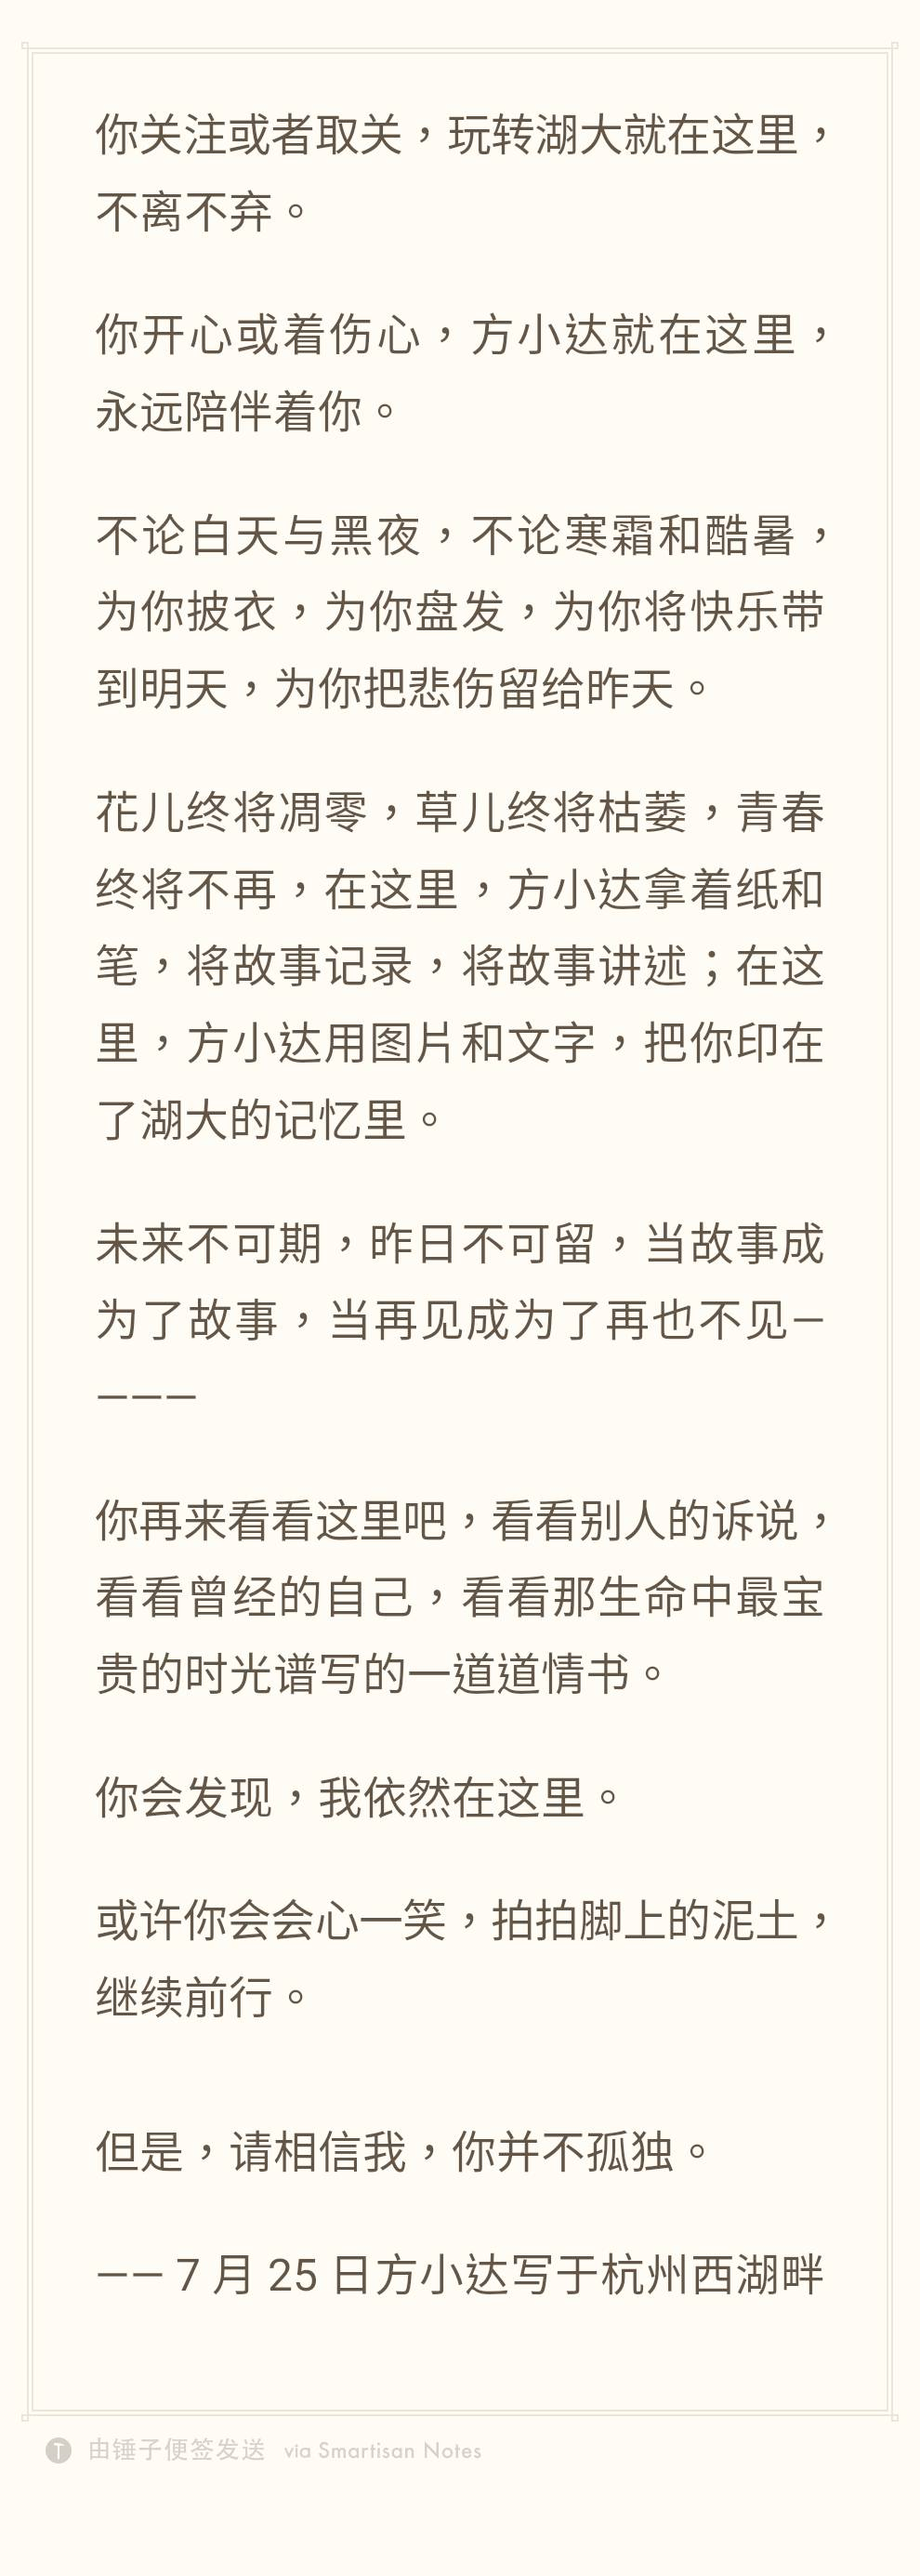 你关注或者取关，玩转湖大就在这里，
不离不弃。
你开心或着伤心，方小达就在这里，
永远陪伴着你。
不论白天与黑夜，不论寒霜和酷暑，
为你披衣，为你盘发，为你将快乐带
到明天，为你把悲伤留给昨天。
花儿终将凋零，草儿终将枯萎，青春
终将不再，在这里，方小达拿着纸和
笔，将故事记录，将故事讲述；在这
里，方小达用图片和文字，把你印在
了湖大的记忆里。
未来不可期，昨日不可留，当故事成
为了故事，当再见成为了再也不见—
———
你再来看看这里吧，看看别人的诉说，
看看曾经的自己，看看那生命中最宝
贵的时光谱写的一道道情书。
你会发现，我依然在这里。
或许你会会心一笑，拍拍脚上的泥土，
继续前行。
但是，请相信我，你并不孤独。
—— 7 月 25 日方小达写于杭州西湖畔
由锤子便签发送 via Smartisan Notes